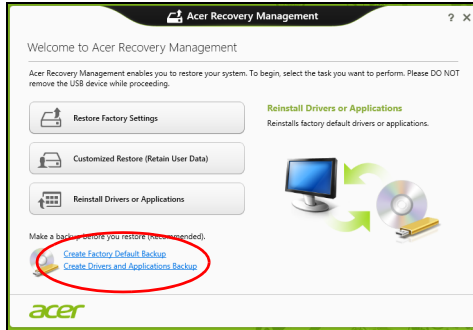 Acer Recovery Management
? X
Welcome to Acer Recovery Management
Acer Recovery Management enables you to restore your system. To begin, select the task you want to perform. Please DO NOT
remove the USB device while proceeding.
Restore Factory Settings
Customized Restore (Retain User Data)
Reinstall Drivers or Applications
Reinstall Drivers or Applications
Reinstalls factory default drivers or applications.
Make a backup before you restore (Recommended).
Create Factory Default Backup
Create Drivers and Applications Backup
acer